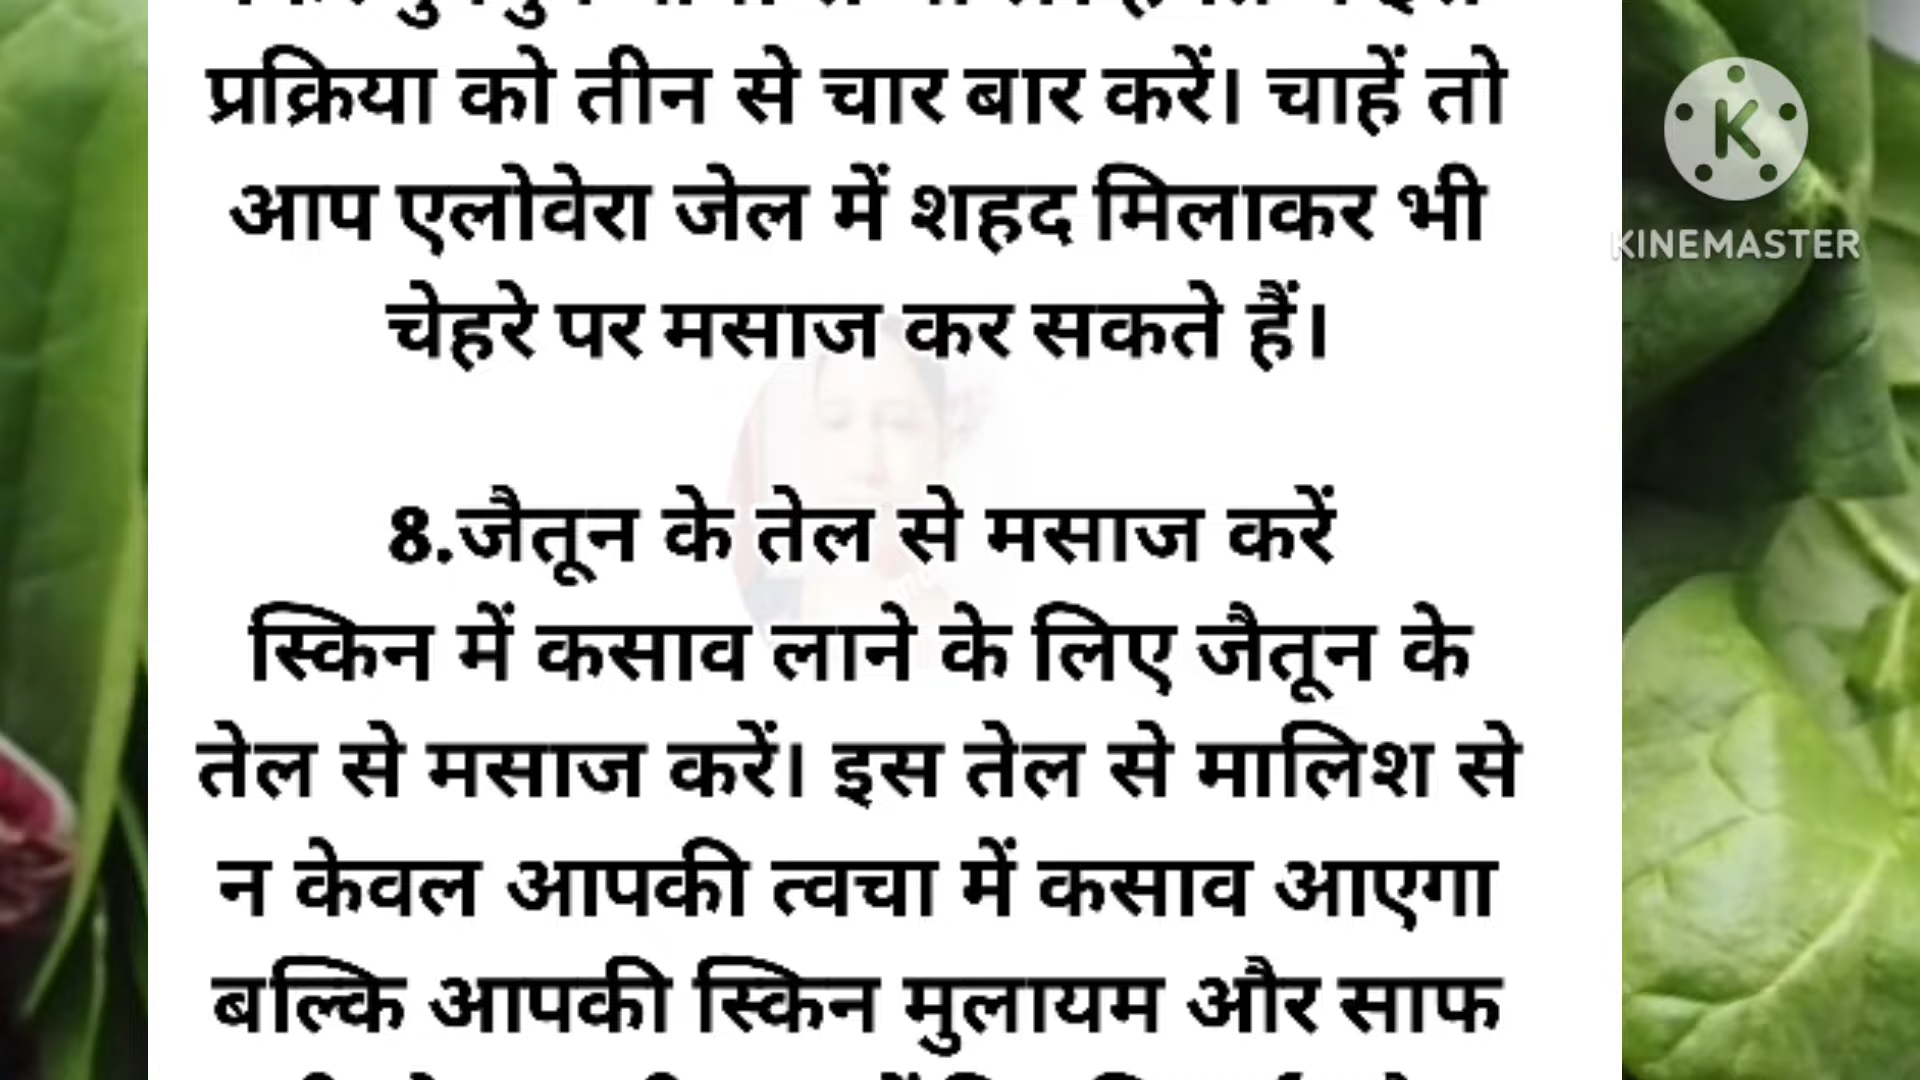 प्रक्रिया को तीन से चार बार करें। चाहें तो
आप एलोवेरा जेल में शहद मिलाकर भी
चेहरे पर मसाज कर सकते हैं।
8.जैतून के तेल से मसाज करें
स्किन में कसाव लाने के लिए जैतून के
तेल से मसाज करें। इस तेल से मालिश से
न केवल आपकी त्वचा में कसाव आएगा
बल्कि आपकी स्किन मुलायम और साफ
K
KINEMASTER